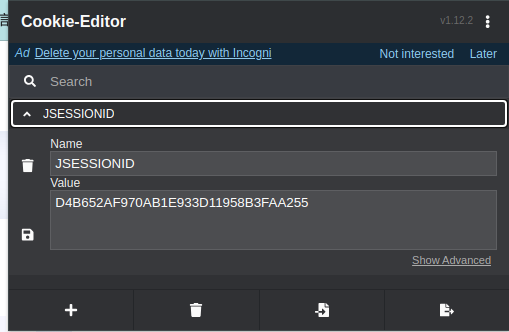 Cookie-Editor
v1.12.2
Ad Delete your personal data today with Incogni
Not interested Later
Search
JSESSIONID
Name
JSESSIONID
Value
D4B652AF970AB1E933D11958B3FAA255
Show Advanced